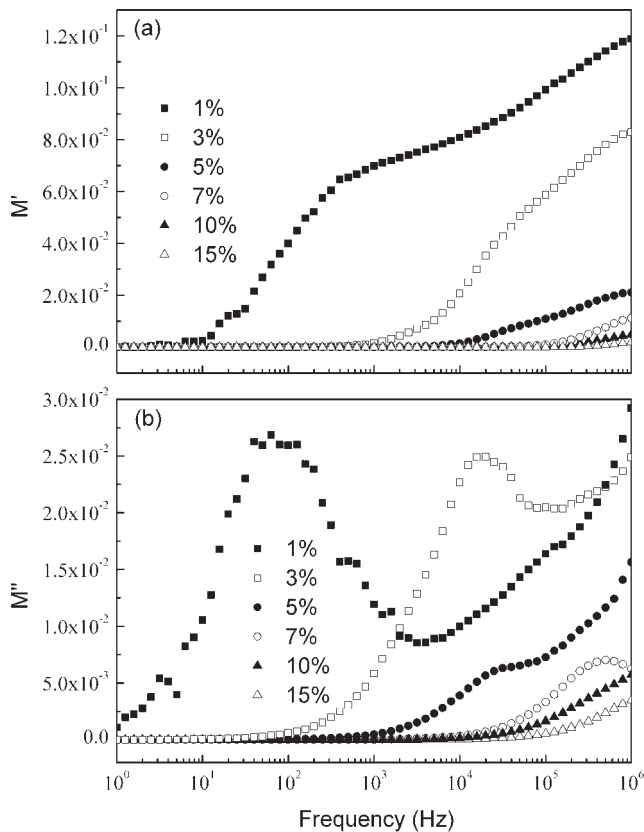 (a)
1.2x10⁻¹
1.0x10⁻¹
8.0x10⁻²
6.0x10⁻²
4.0x10⁻²
2.0x10⁻²
0.0
M'
1%
3%
5%
7%
10%
15%
(b)
3.0x10⁻²
2.5x10⁻²
2.0x10⁻²
1.5x10⁻²
1.0x10⁻²
5.0x10⁻³
0.0
M"
1%
3%
5%
7%
10%
15%
10⁰ 10¹ 10² 10³ 10⁴ 10⁵ 10⁶
Frequency (Hz)